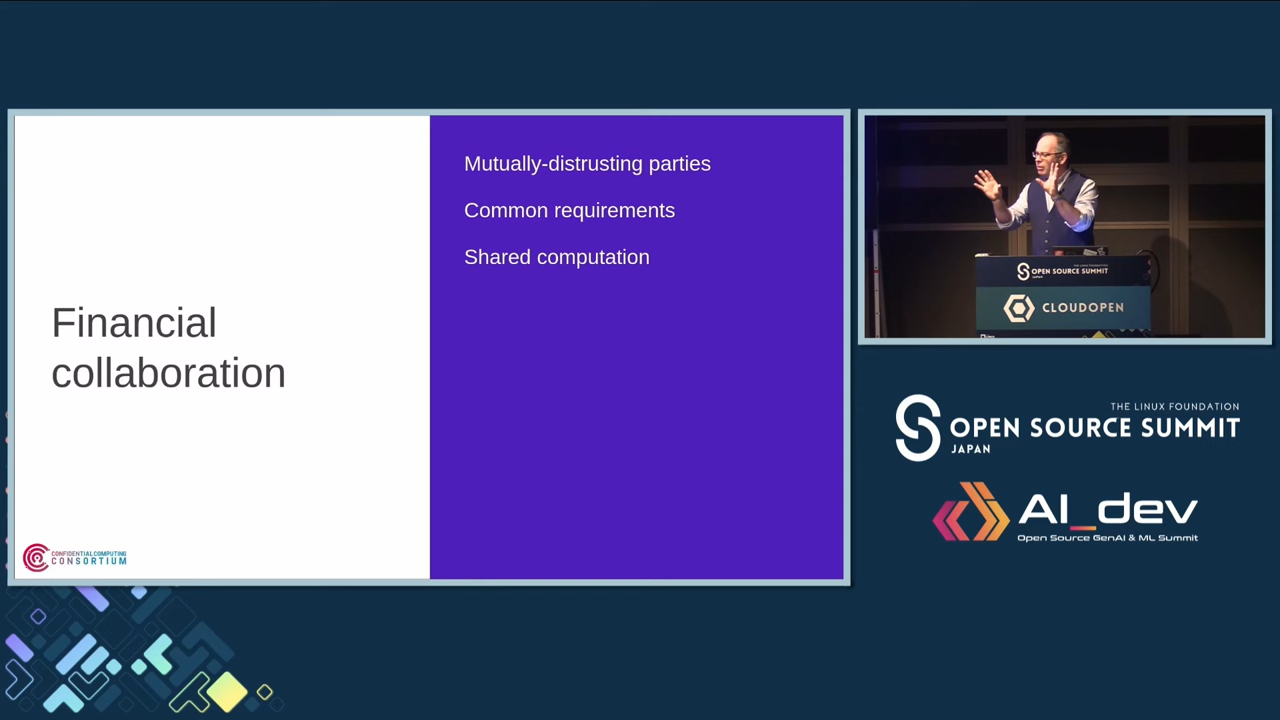 Mutually-distrusting parties
Common requirements
Shared computation
Financial
collaboration
CONFIDENTIAL COMPUTING
CONSORTIUM
OPEN SOURCE SUMMIT
JAPAN
CLOUDOPEN
THE LINUX FOUNDATION
OPEN SOURCE SUMMIT
JAPAN
AI_dev
Open Source GenAI & ML Summit